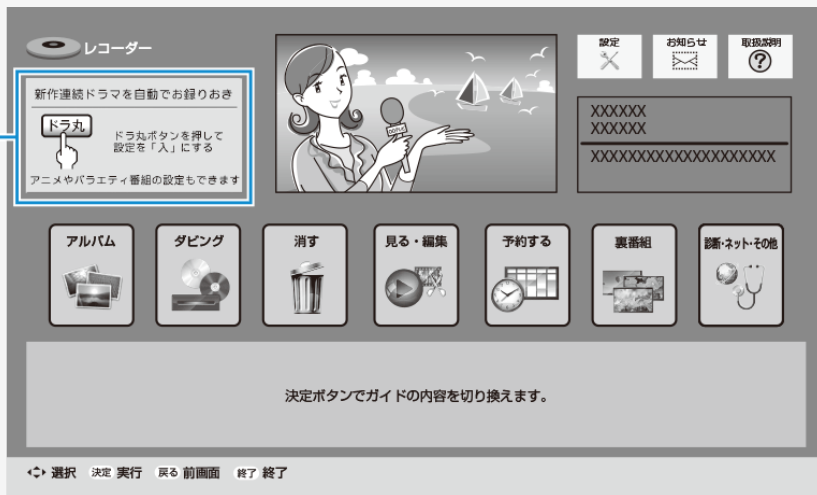 レコーダー
設定
お知らせ
取扱説明
新作連続ドラマを自動でお録りおき
ドラ丸
ドラ丸ボタンを押して
設定を「入」にする
アニメやバラエティ番組の設定もできます
XXXXXX
XXXXXX
XXXXXXXXXXXXXXXXXXXXX
アルバム
ダビング
消す
見る・編集
予約する
裏番組
診断・ネット・その他
決定ボタンでガイドの内容を切り換えます。
選択 決定 実行 戻る 前画面 終了 終了